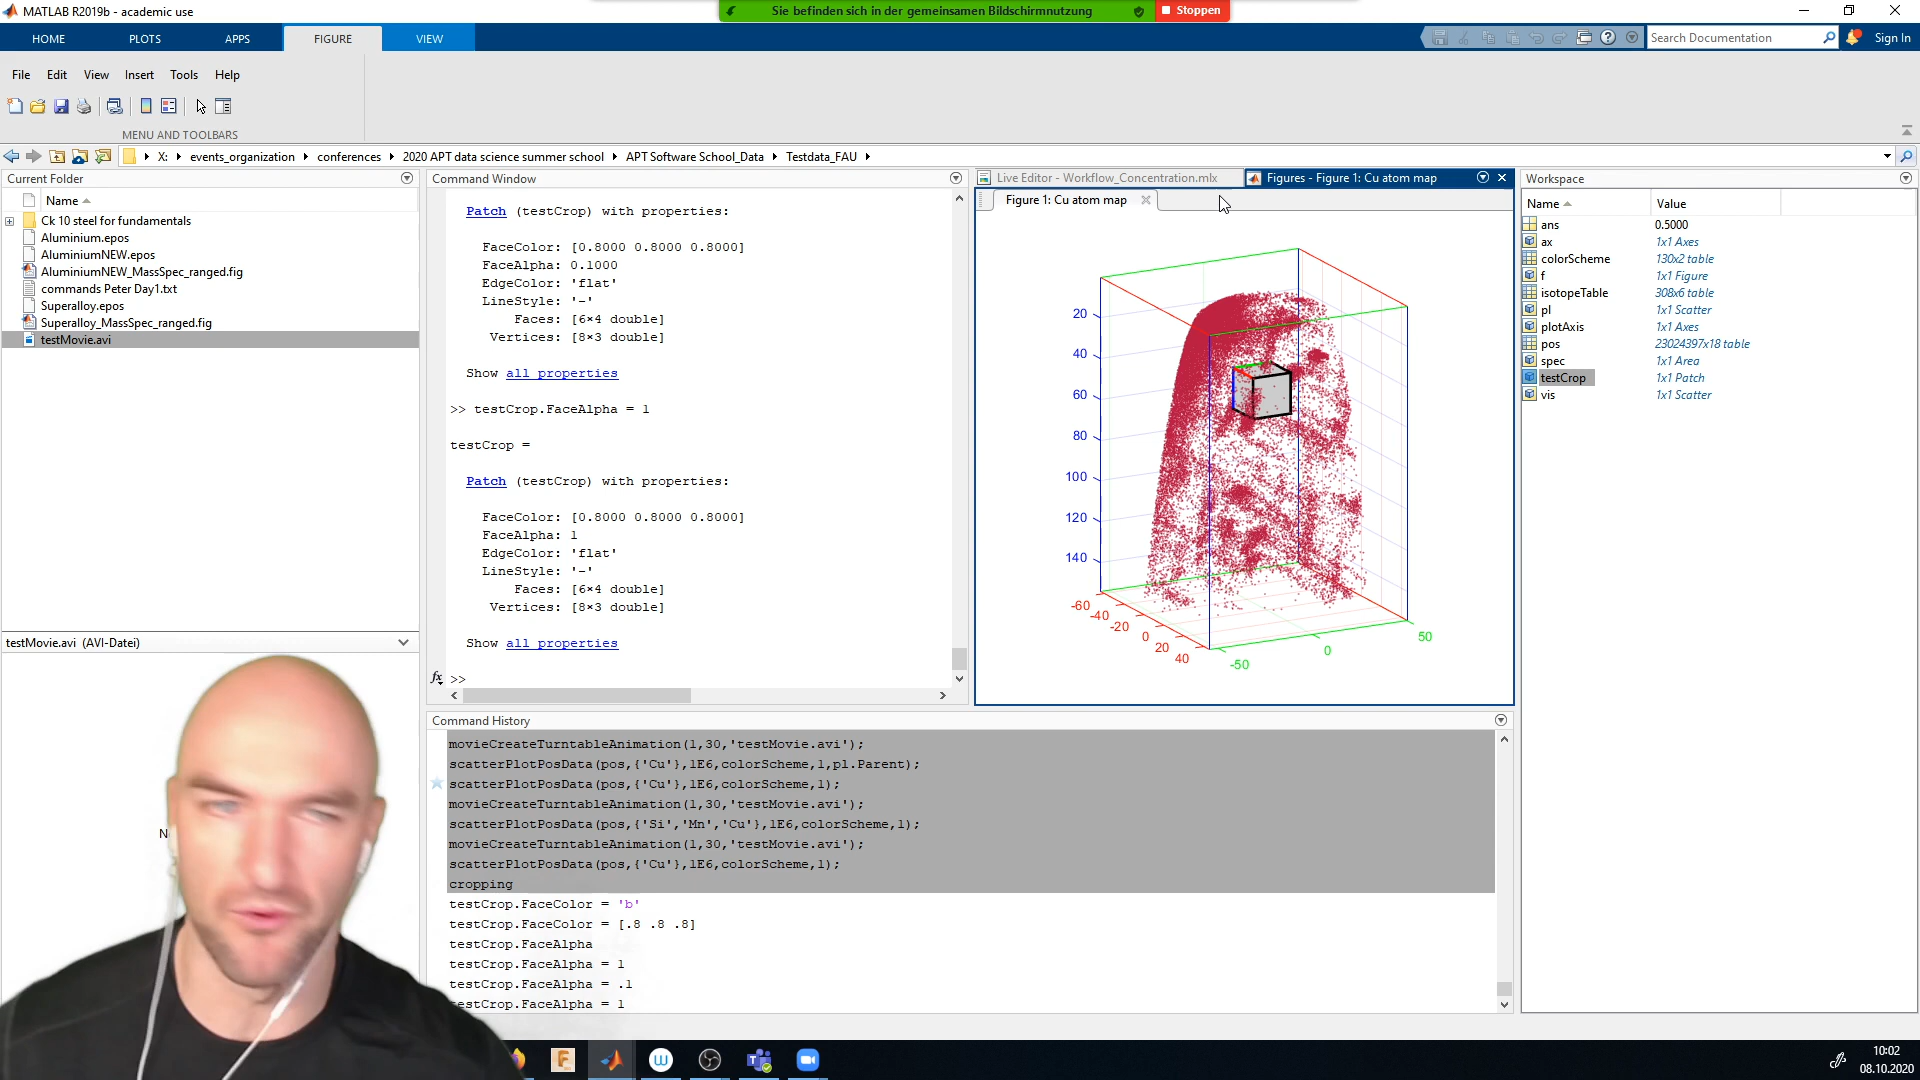 MATLAB R2019b - academic use
Sie befinden sich in der gemeinsamen Bildschirmnutzung
Stoppen
HOME PLOTS APPS FIGURE VIEW
Search Documentation
Sign In
File Edit View Insert Tools Help
MENU AND TOOLBARS
X: events_organization conferences 2020 APT data science summer school APT Software School_Data Testdata_FAU
Current Folder
Name
Ck 10 steel for fundamentals
Aluminium.epos
AluminiumNEW.epos
AluminiumNEW_MassSpec_ranged.fig
commands Peter Day1.txt
Superalloy.epos
Superalloy_MassSpec_ranged.fig
testMovie.avi
testMovie.avi (AVI-Datei)
N
Command Window
Patch (testCrop) with properties:
FaceColor: [0.8000 0.8000 0.8000]
FaceAlpha: 0.1000
EdgeColor: 'flat'
LineStyle: '-'
Faces: [6×4 double]
Vertices: [8×3 double]
Show all properties
>> testCrop.FaceAlpha = 1
testCrop =
Patch (testCrop) with properties:
FaceColor: [0.8000 0.8000 0.8000]
FaceAlpha: 1
EdgeColor: 'flat'
LineStyle: '-'
Faces: [6×4 double]
Vertices: [8×3 double]
Show all properties
fx >>
Live Editor - Workflow_Concentration.mlx
Figures - Figure 1: Cu atom map
Figure 1: Cu atom map
20
40
60
80
100
120
140
-60
-40
-20
0
20
40
-50
0
50
Command History
movieCreateTurntableAnimation(1,30,'testMovie.avi');
scatterPlotPosData(pos,{'Cu'},1E6,colorScheme,1,pl.Parent);
scatterPlotPosData(pos,{'Cu'},1E6,colorScheme,1);
movieCreateTurntableAnimation(1,30,'testMovie.avi');
scatterPlotPosData(pos,{'Si','Mn','Cu'},1E6,colorScheme,1);
movieCreateTurntableAnimation(1,30,'testMovie.avi');
scatterPlotPosData(pos,{'Cu'},1E6,colorScheme,1);
cropping
testCrop.FaceColor = 'b'
testCrop.FaceColor = [.8 .8 .8]
testCrop.FaceAlpha
testCrop.FaceAlpha = 1
testCrop.FaceAlpha = .1
estCrop.FaceAlpha = 1
Workspace
Name Value
ans 0.5000
ax 1x1 Axes
colorScheme 130x2 table
f 1x1 Figure
isotopeTable 308x6 table
pl 1x1 Scatter
plotAxis 1x1 Axes
pos 23024397x18 table
spec 1x1 Area
testCrop 1x1 Patch
vis 1x1 Scatter
10:02
08.10.2020